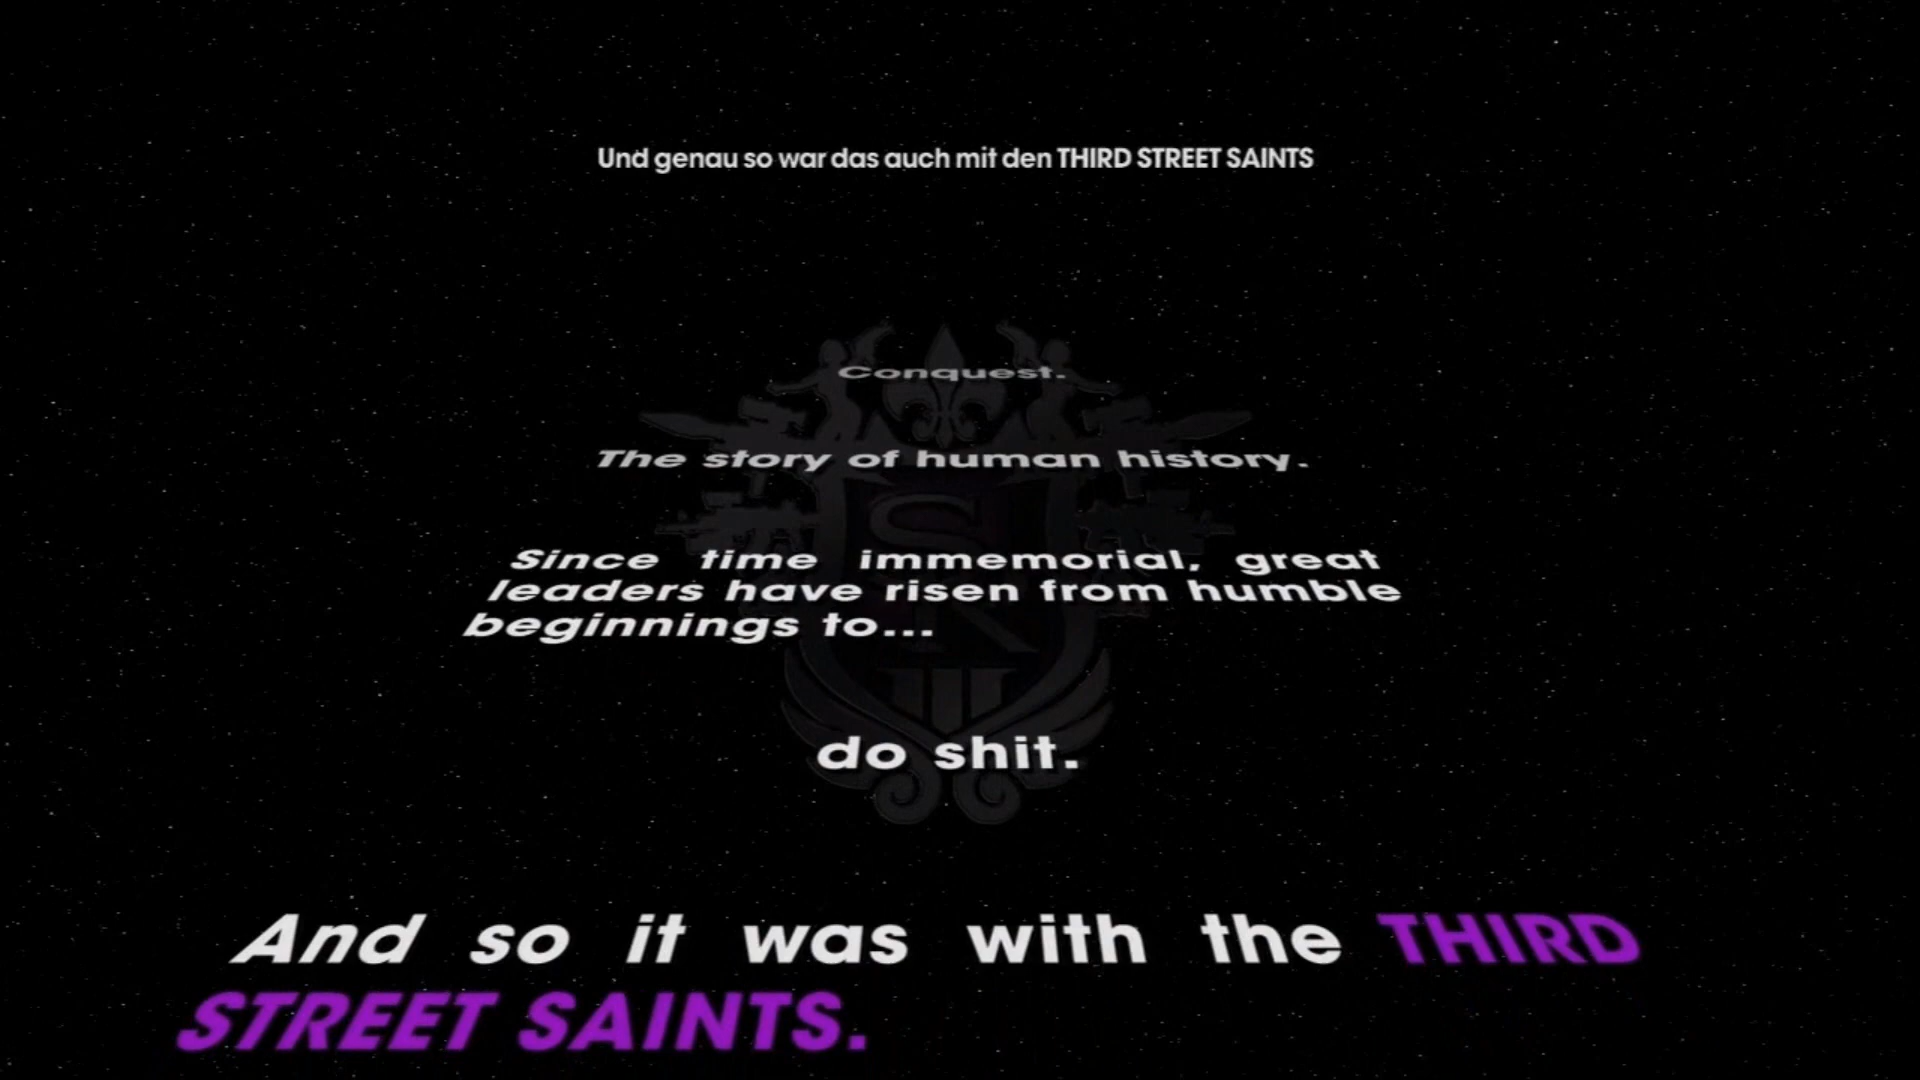 Und genau so war das auch mit den THIRD STREET SAINTS
Conquest.
The story of human history.
Since time immemorial, great
leaders have risen from humble
beginnings to...
do shit.
And so it was with the THIRD
STREET SAINTS.
SR
III